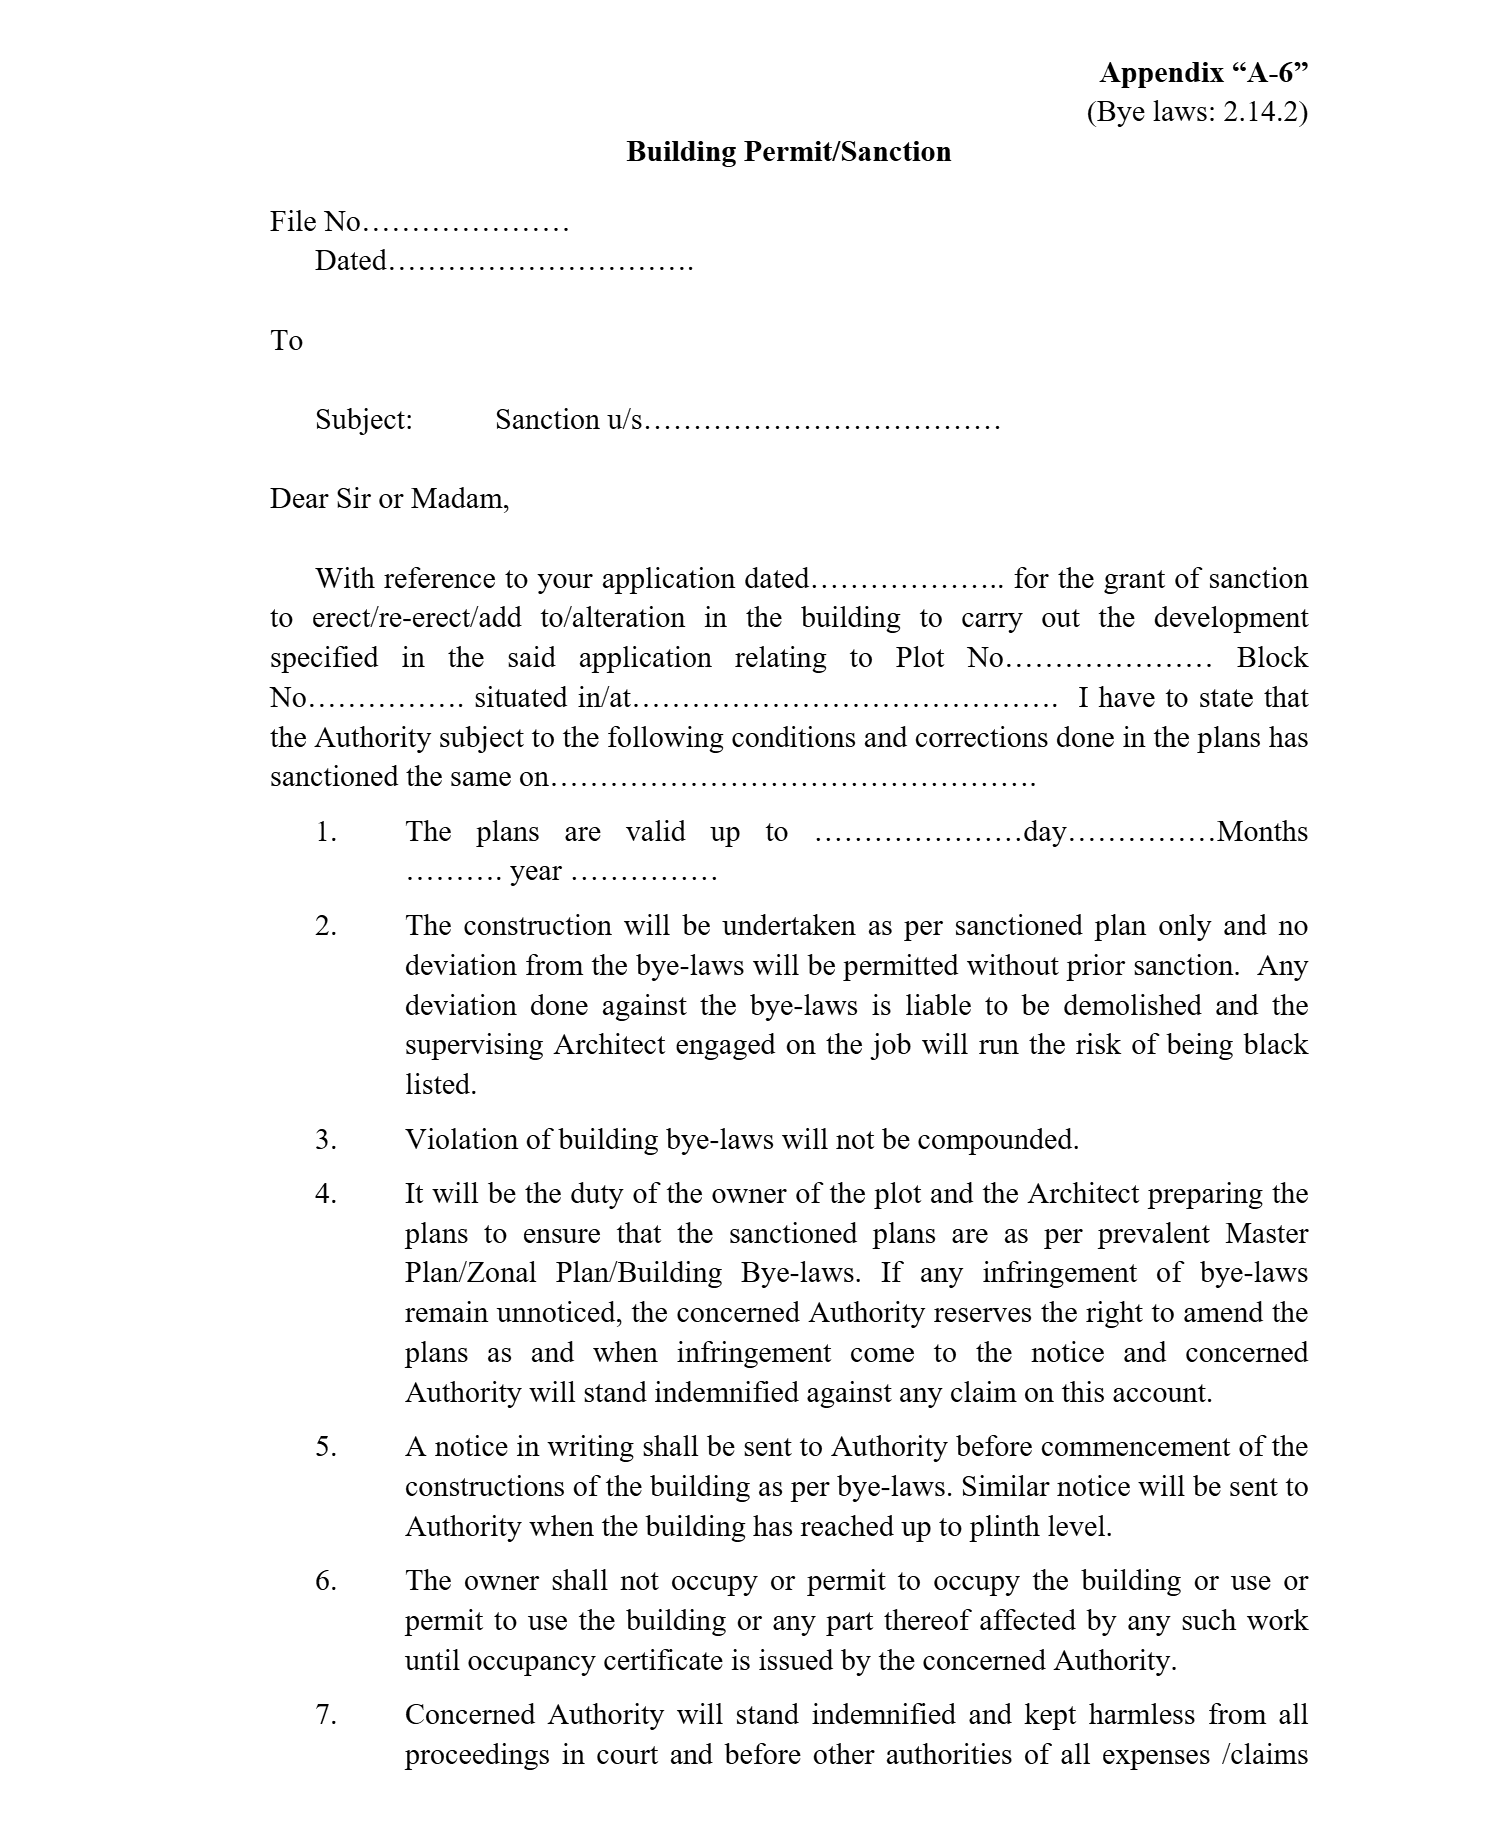 Appendix “A-6”
(Bye laws: 2.14.2)
Building Permit/Sanction
File No…………………
Dated………………………….
To
Subject: Sanction u/s………………………………
Dear Sir or Madam,
With reference to your application dated……………….. for the grant of sanction
to erect/re-erect/add to/alteration in the building to carry out the development
specified in the said application relating to Plot No………………… Block
No……………. situated in/at……………………………………. I have to state that
the Authority subject to the following conditions and corrections done in the plans has
sanctioned the same on………………………………………….
1. The plans are valid up to …………………day……………Months
………. year ……………
2. The construction will be undertaken as per sanctioned plan only and no
deviation from the bye-laws will be permitted without prior sanction. Any
deviation done against the bye-laws is liable to be demolished and the
supervising Architect engaged on the job will run the risk of being black
listed.
3. Violation of building bye-laws will not be compounded.
4. It will be the duty of the owner of the plot and the Architect preparing the
plans to ensure that the sanctioned plans are as per prevalent Master
Plan/Zonal Plan/Building Bye-laws. If any infringement of bye-laws
remain unnoticed, the concerned Authority reserves the right to amend the
plans as and when infringement come to the notice and concerned
Authority will stand indemnified against any claim on this account.
5. A notice in writing shall be sent to Authority before commencement of the
constructions of the building as per bye-laws. Similar notice will be sent to
Authority when the building has reached up to plinth level.
6. The owner shall not occupy or permit to occupy the building or use or
permit to use the building or any part thereof affected by any such work
until occupancy certificate is issued by the concerned Authority.
7. Concerned Authority will stand indemnified and kept harmless from all
proceedings in court and before other authorities of all expenses /claims